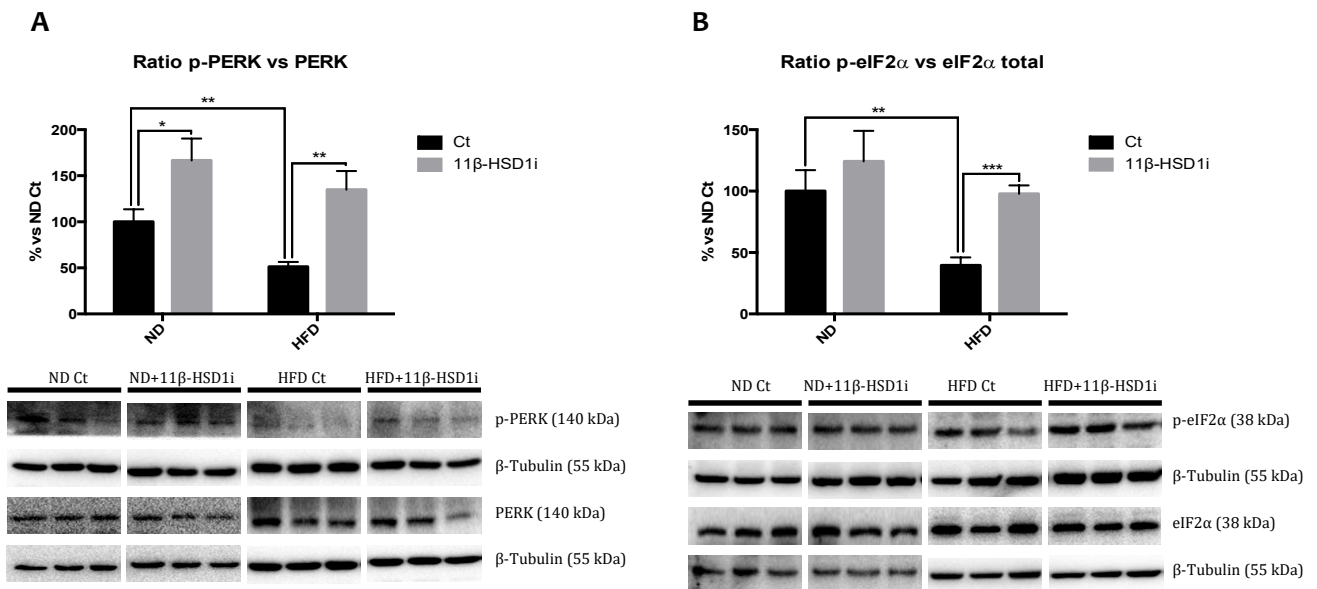 A
Ratio p-PERK vs PERK
% vs ND Ct
200
150
100
50
0
**
*
**
ND
HFD
Ct
11β-HSD1i
ND Ct
ND+11β-HSD1i
HFD Ct
HFD+11β-HSD1i
p-PERK (140 kDa)
β-Tubulin (55 kDa)
PERK (140 kDa)
β-Tubulin (55 kDa)
B
Ratio p-eIF2α vs eIF2α total
% vs ND Ct
150
100
50
0
**
***
ND
HFD
Ct
11β-HSD1i
ND Ct
ND+11β-HSD1i
HFD Ct
HFD+11β-HSD1i
p-eIF2α (38 kDa)
β-Tubulin (55 kDa)
eIF2α (38 kDa)
β-Tubulin (55 kDa)